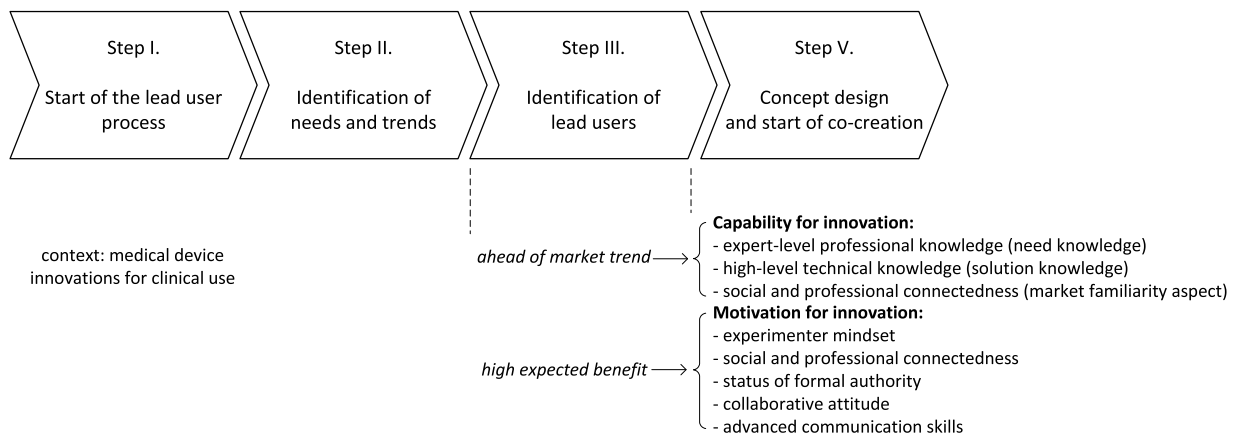 Step I.
Start of the lead user
process
Step II.
Identification of
needs and trends
Step III.
Identification of
lead users
Step V.
Concept design
and start of co-creation
context: medical device
innovations for clinical use
ahead of market trend
Capability for innovation:
- expert-level professional knowledge (need knowledge)
- high-level technical knowledge (solution knowledge)
- social and professional connectedness (market familiarity aspect)
high expected benefit
Motivation for innovation:
- experimenter mindset
- social and professional connectedness
- status of formal authority
- collaborative attitude
- advanced communication skills